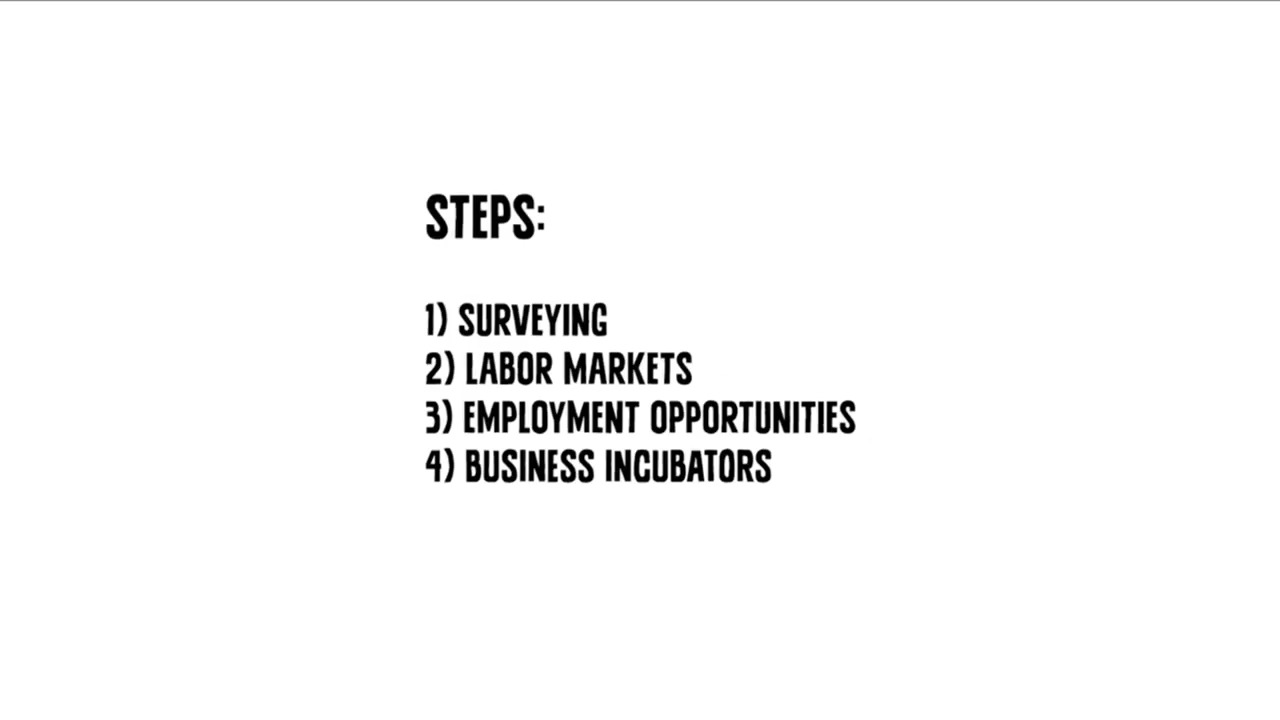 STEPS:
1) SURVEYING
2) LABOR MARKETS
3) EMPLOYMENT OPPORTUNITIES
4) BUSINESS INCUBATORS